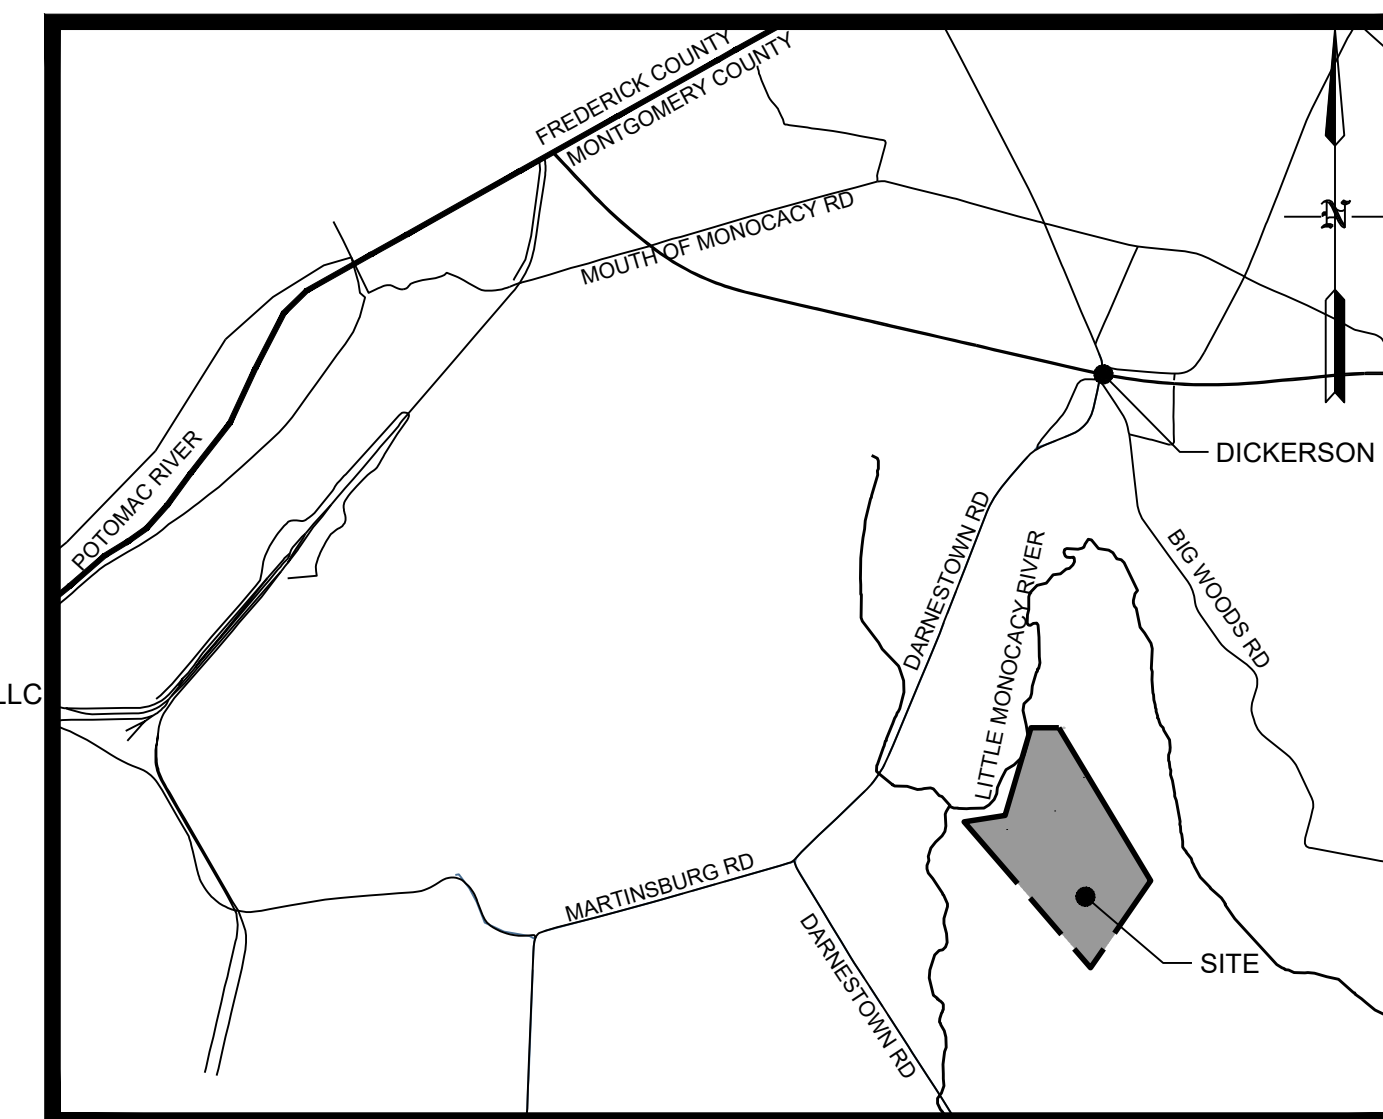 FREDERICK COUNTY
MONTGOMERY COUNTY
MOUTH OF MONOCACY RD
N
POTOMAC RIVER
DICKERSON
DARNESTOWN RD
LITTLE MONOCACY RIVER
BIG WOODS RD
LLC
MARTINSBURG RD
DARNESTOWN RD
SITE